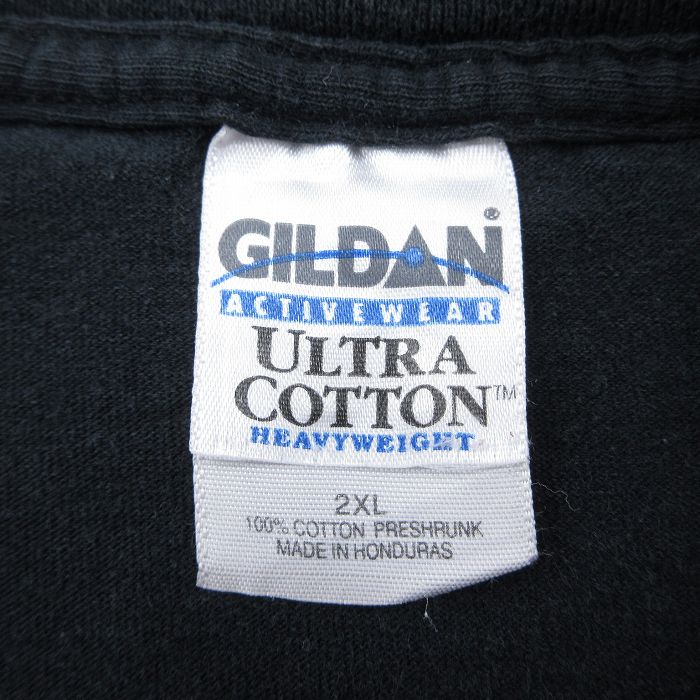 GILDAN®
ACTIVEWEAR
ULTRA
COTTON™
HEAVYWEIGHT
2XL
100% COTTON PRESHRUNK
MADE IN HONDURAS